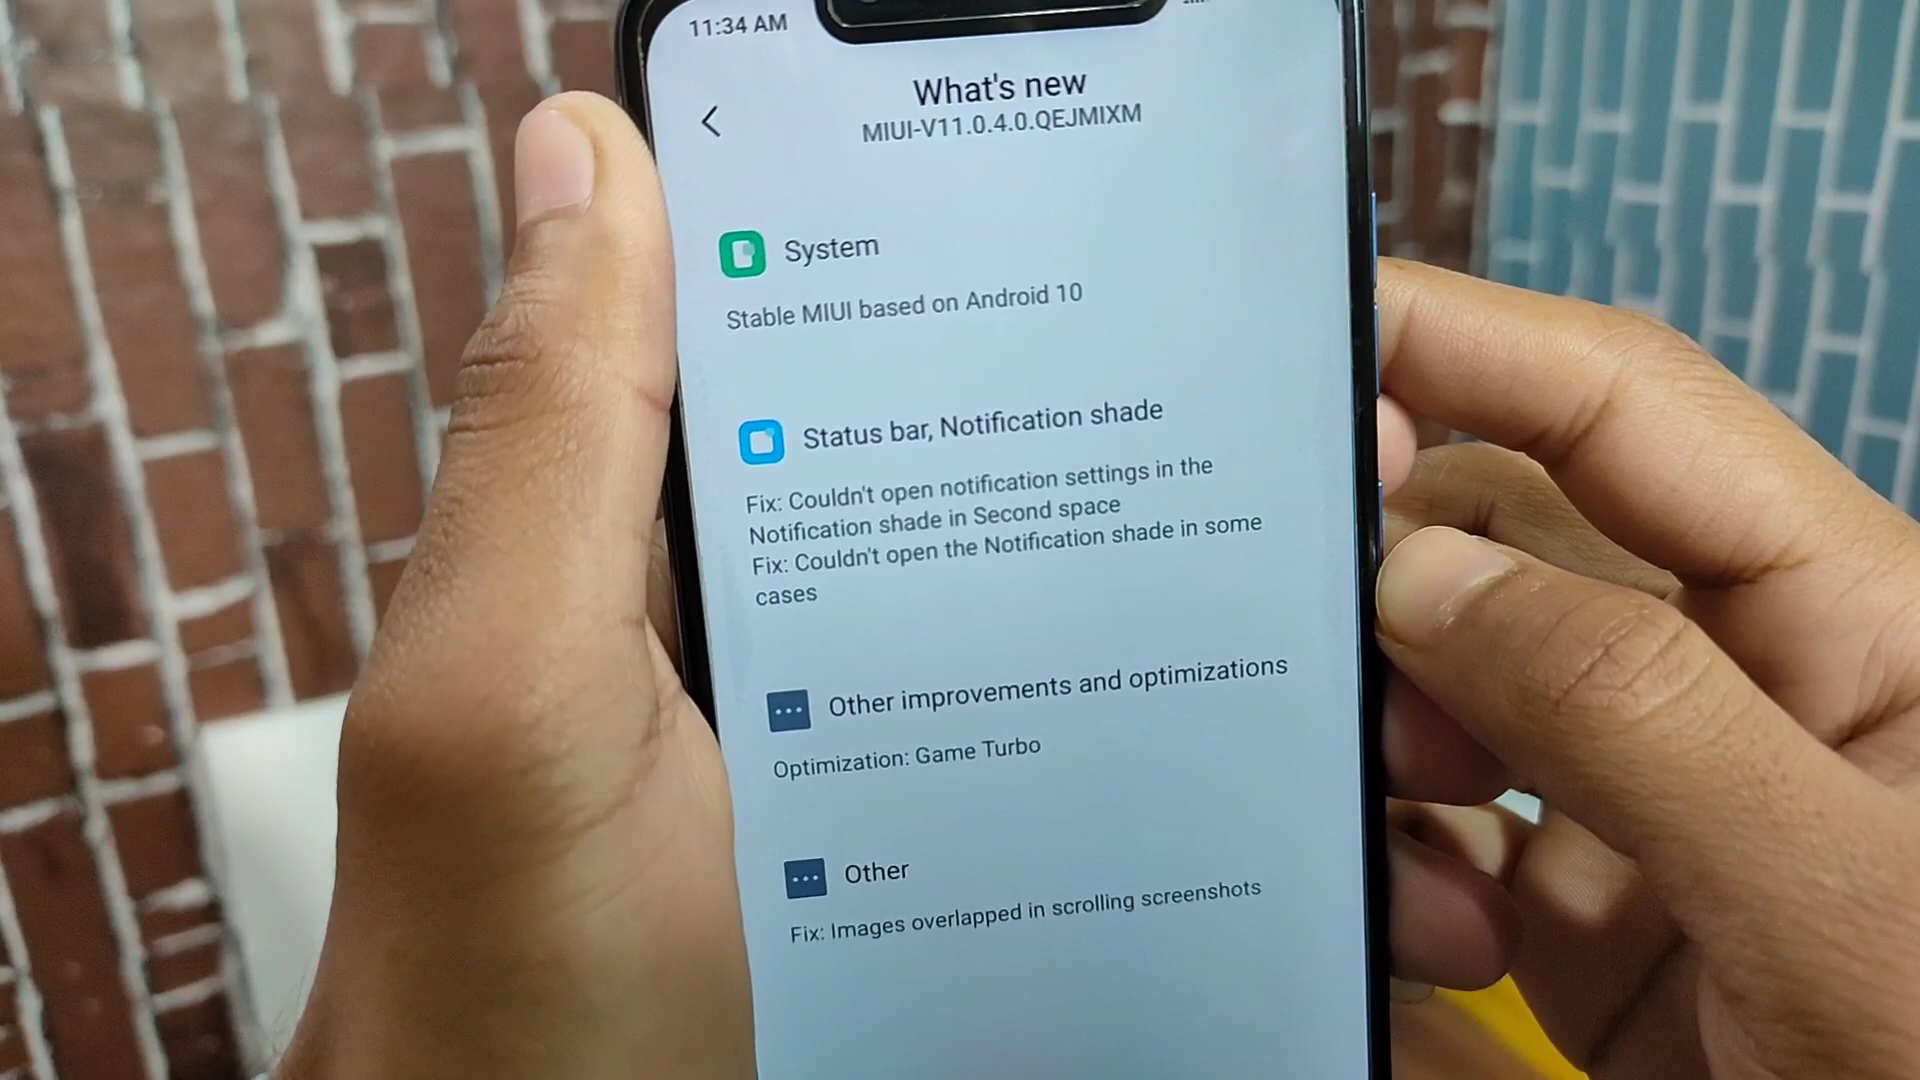 11:34 AM
What's new
MIUI-V11.0.4.0.QEJMIXM
System
Stable MIUI based on Android 10
Status bar, Notification shade
Fix: Couldn't open notification settings in the
Notification shade in Second space
Fix: Couldn't open the Notification shade in some
cases
Other improvements and optimizations
Optimization: Game Turbo
Other
Fix: Images overlapped in scrolling screenshots